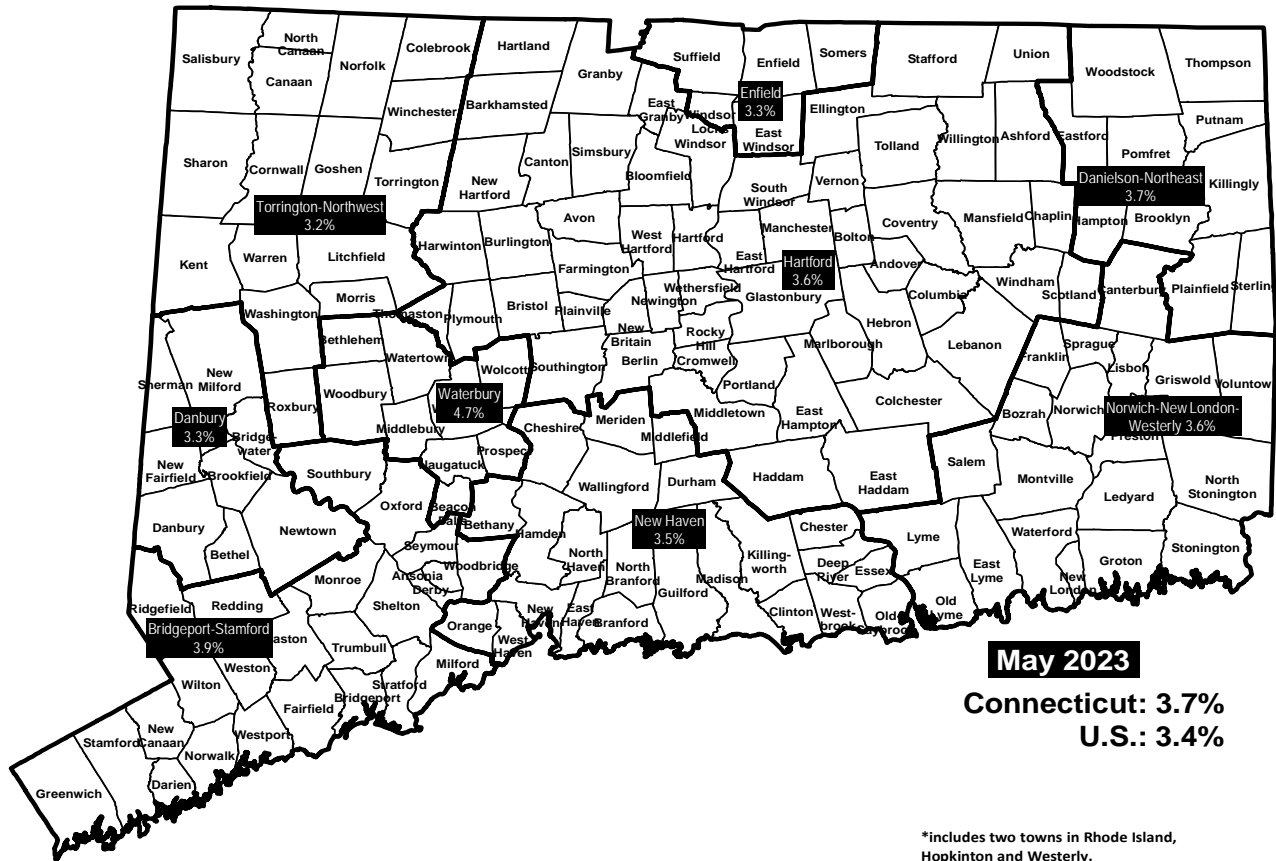 North
Canaan
Colebrook
Hartland
Suffield
Enfield
Somers
Stafford
Union
Woodstock
Thompson
Salisbury
Norfolk
Granby
Canaan
Winchester
Barkhamsted
East
Granby
Windsor
Locks
Enfield
3.3%
East
Windsor
Ellington
Putnam
Sharon
Cornwall
Goshen
Torrington
New
Hartford
Canton
Simsbury
Bloomfield
Windsor
Tolland
Willington
Ashford
Eastford
Pomfret
Killingly
Danielson-Northeast
3.7%
Torrington-Northwest
3.2%
South
Windsor
Vernon
Avon
Mansfield
Chaplin
Hampton
Brooklyn
Kent
Warren
Litchfield
Harwinton
Burlington
West
Hartford
Hartford
East
Hartford
Manchester
Bolton
Coventry
Hartford
3.6%
Andover
Farmington
Wethersfield
Glastonbury
Columbia
Windham
Scotland
Canterbury
Plainfield
Washington
Morris
Plymouth
Bristol
Plainville
Newington
Hebron
Bethlehem
Watertown
New
Britain
Rocky
Hill
Marlborough
Lebanon
Franklin
Sprague
Sherman
New
Milford
Roxbury
Woodbury
Wolcott
Southington
Berlin
Cromwell
Portland
Griswold
Waterbury
4.7%
Colchester
Bozrah
Norwich
Norwich-New London-
Westerly 3.6%
Danbury
3.3%
Middlebury
Cheshire
Meriden
Middletown
Middlefield
East
Hampton
New
Fairfield
Brookfield
Southbury
Naugatuck
Prospect
Haddam
East
Haddam
Salem
Montville
North
Stonington
Wallingford
Durham
Ledyard
Danbury
Bethel
Newtown
Oxford
Beacon
Bethany
Hamden
New Haven
3.5%
Chester
Lyme
Waterford
Stonington
Seymour
Woodbridge
North
Haven
North
Branford
Killing-
worth
Deep
River
Essex
East
Lyme
Groton
Monroe
Ansonia
Derby
Guilford
Madison
New
London
Ridgefield
Redding
Shelton
Orange
New
Haven
East
Haven
Branford
Clinton
West-
brook
Old
Old
Lyme
Bridgeport-Stamford
3.9%
Trumbull
West
Haven
Weston
Milford
Wilton
Fairfield
Bridgeport
Stratford
Stamford
New
Canaan
Norwalk
Westport
Greenwich
Darien
May 2023
Connecticut: 3.7%
U.S.: 3.4%
*includes two towns in Rhode Island,
Hopkinton and Westerly.